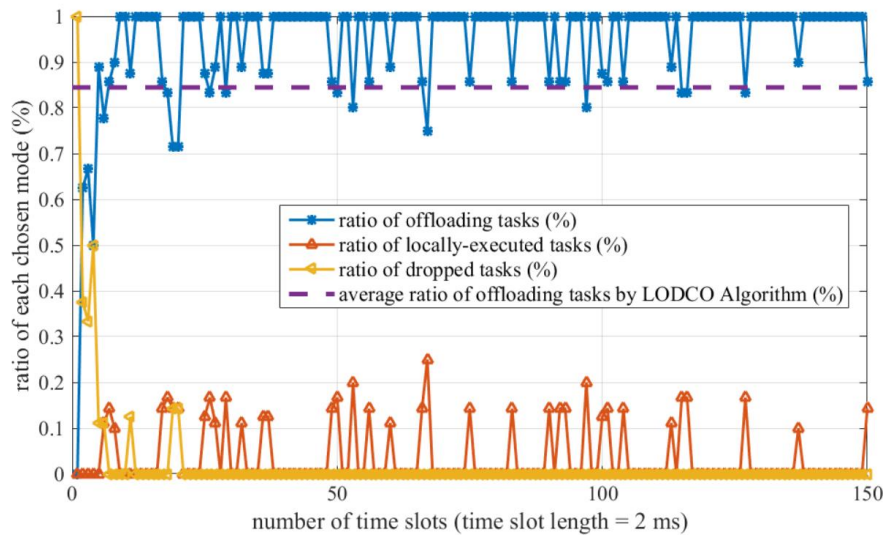 1
0.9
0.8
0.7
0.6
0.5
0.4
0.3
0.2
0.1
0
ratio of each chosen mode (%)
ratio of offloading tasks (%)
ratio of locally-executed tasks (%)
ratio of dropped tasks (%)
average ratio of offloading tasks by LODCO Algorithm (%)
0 50 100 150
number of time slots (time slot length = 2 ms)